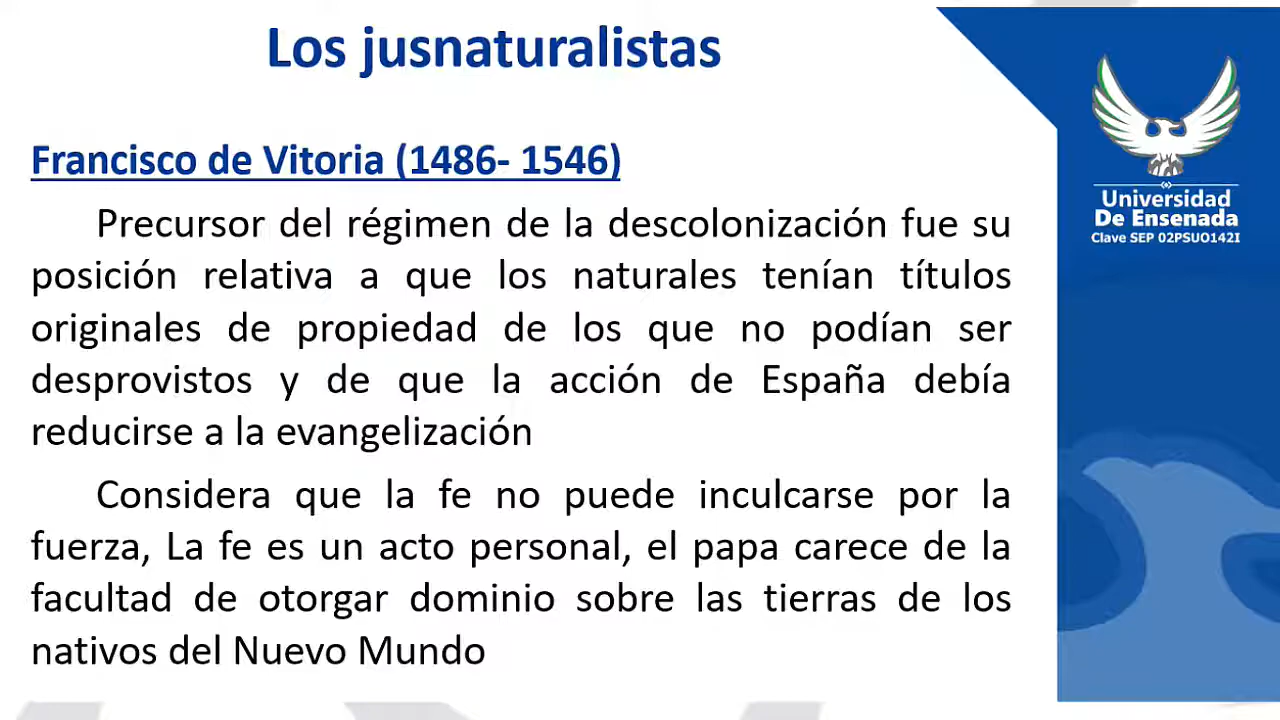 Los jusnaturalistas
Francisco de Vitoria (1486- 1546)
Precursor del régimen de la descolonización fue su
posición relativa a que los naturales tenían títulos
originales de propiedad de los que no podían ser
desprovistos y de que la acción de España debía
reducirse a la evangelización
Considera que la fe no puede inculcarse por la
fuerza, La fe es un acto personal, el papa carece de la
facultad de otorgar dominio sobre las tierras de los
nativos del Nuevo Mundo
Universidad
De Ensenada
Clave SEP 02PSU0142I